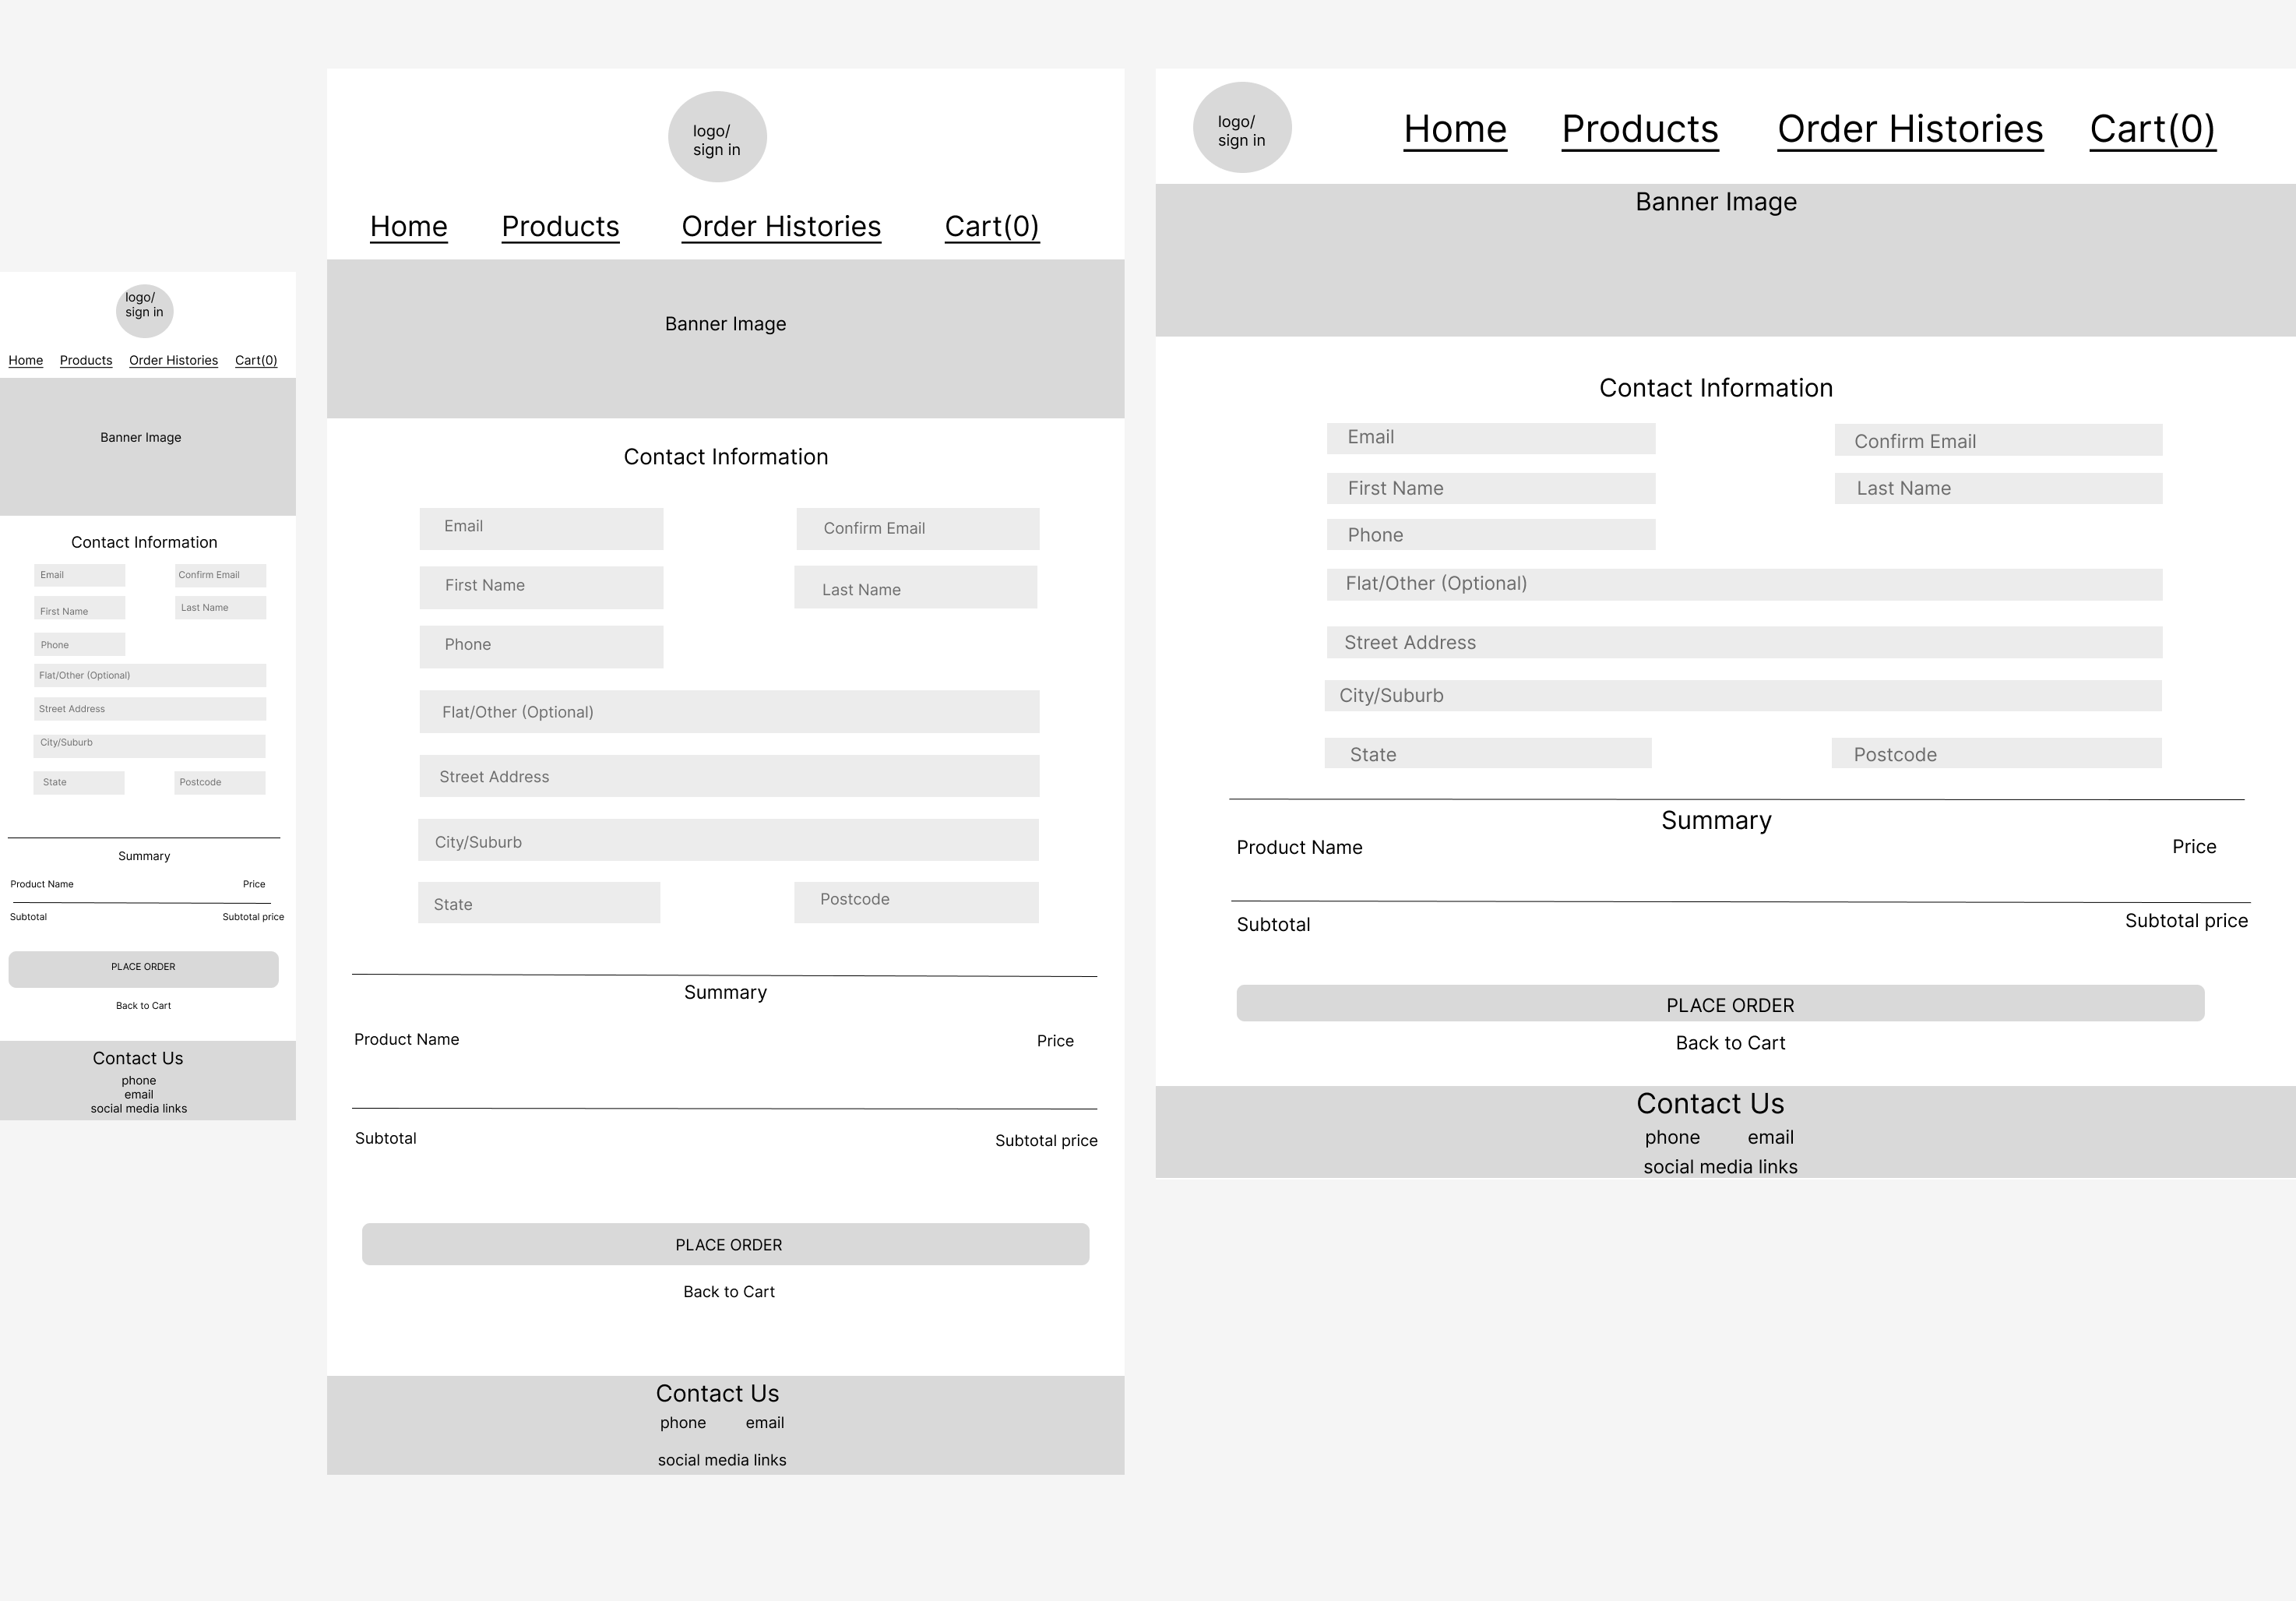 logo/
sign in
Home Products Order Histories Cart(0)
Banner Image
Contact Information
Email Confirm Email
First Name Last Name
Phone
Flat/Other (Optional)
Street Address
City/Suburb
State Postcode
Summary
Product Name Price
Subtotal Subtotal price
PLACE ORDER
Back to Cart
Contact Us
phone
email
social media links
logo/
sign in
Home Products Order Histories Cart(0)
Banner Image
Contact Information
Email Confirm Email
First Name Last Name
Phone
Flat/Other (Optional)
Street Address
City/Suburb
State Postcode
Summary
Product Name Price
Subtotal Subtotal price
PLACE ORDER
Back to Cart
Contact Us
phone email
social media links
logo/
sign in
Home Products Order Histories Cart(0)
Banner Image
Contact Information
Email Confirm Email
First Name Last Name
Phone
Flat/Other (Optional)
Street Address
City/Suburb
State Postcode
Summary
Product Name Price
Subtotal Subtotal price
PLACE ORDER
Back to Cart
Contact Us
phone email
social media links